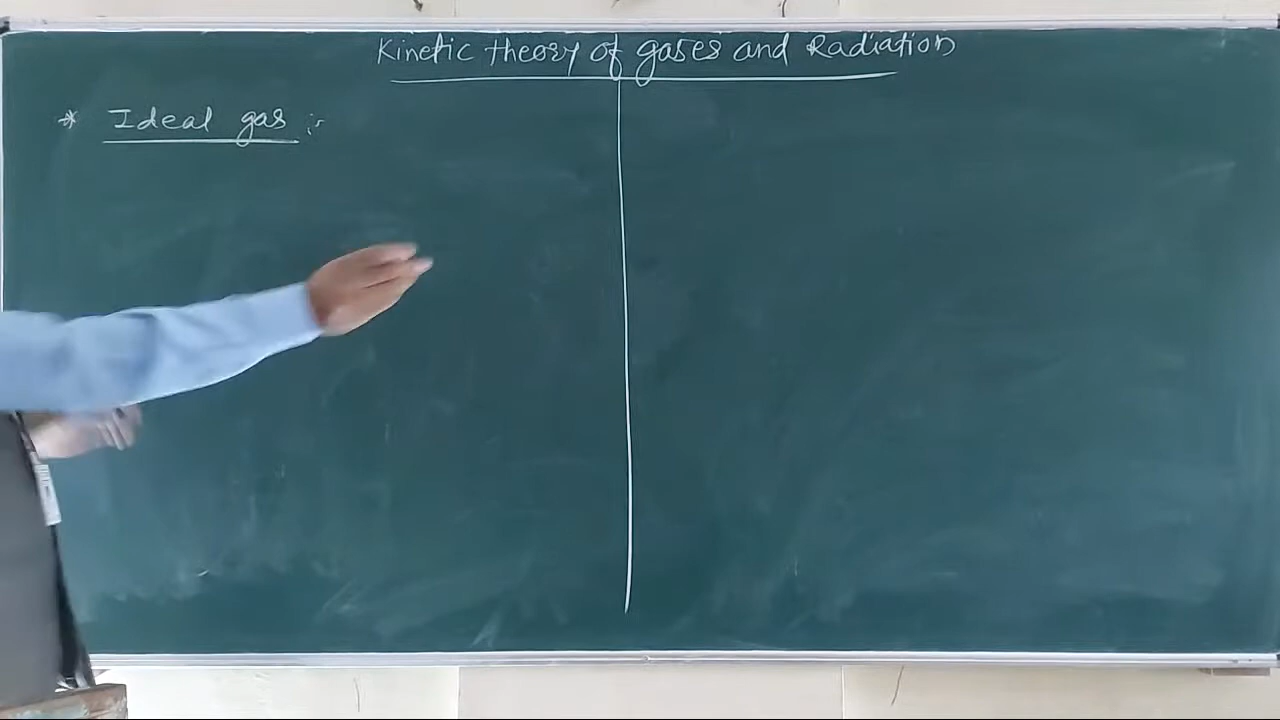 Kinetic theory of gases and Radiation
* Ideal gas :-